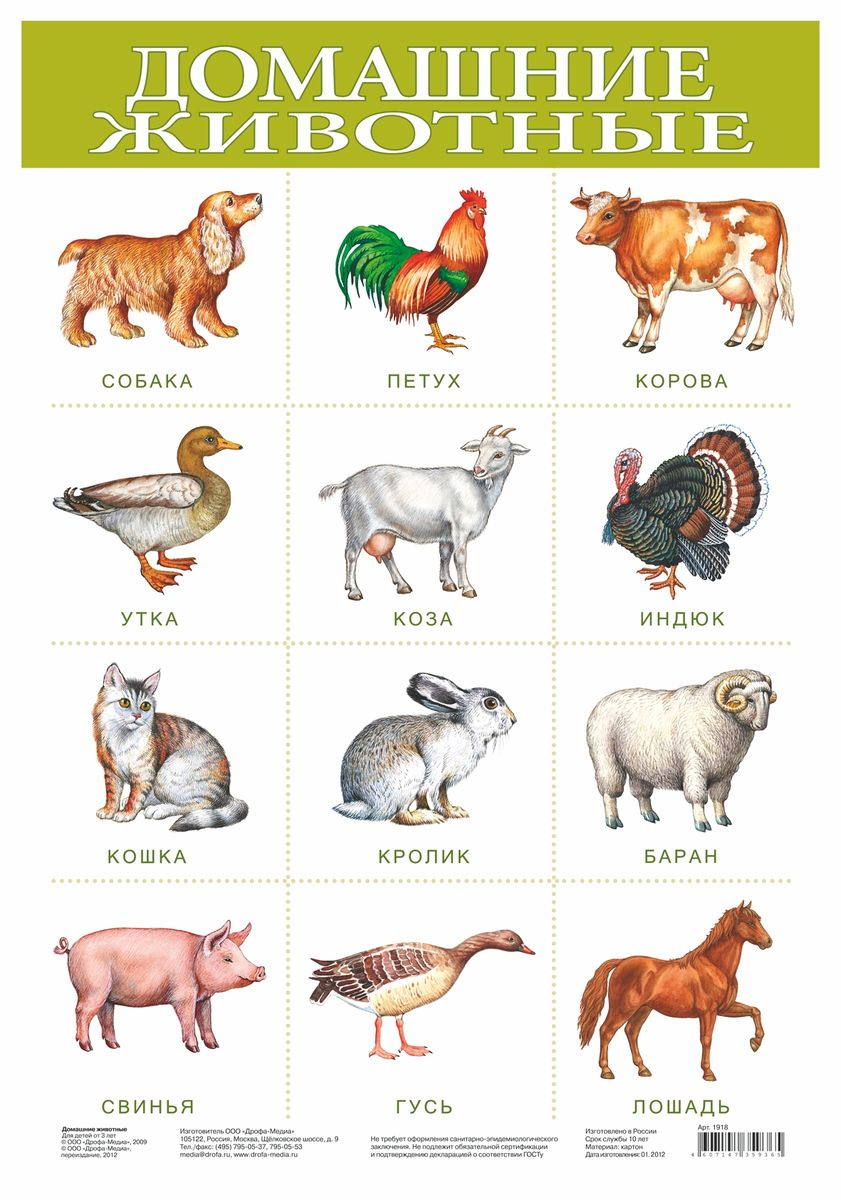 ДОМАШНИЕ
ЖИВОТНЫЕ
СОБАКА
ПЕТУХ
КОРОВА
УТКА
КОЗА
ИНДЮК
КОШКА
КРОЛИК
БАРАН
СВИНЬЯ
ГУСЬ
ЛОШАДЬ
Домашние животные
Для детей от 3 лет
© ООО «Дрофа-Медиа», 2009
© ООО «Дрофа-Медиа»,
переиздание, 2012
Изготовитель ООО «Дрофа-Медиа»
105122, Россия, Москва, Щёлковское шоссе, д. 9
Тел./факс: (495) 795-05-37, 795-05-53
media@drofa.ru, www.drofa-media.ru
Не требует оформления санитарно-эпидемиологического
заключения. Не подлежит обязательной сертификации
и подтверждению декларацией о соответствии ГОСТу
Изготовлено в России
Срок службы 10 лет
Материал: картон
Дата изготовления: 01.2012
Арт. 1918
4 607147 359365